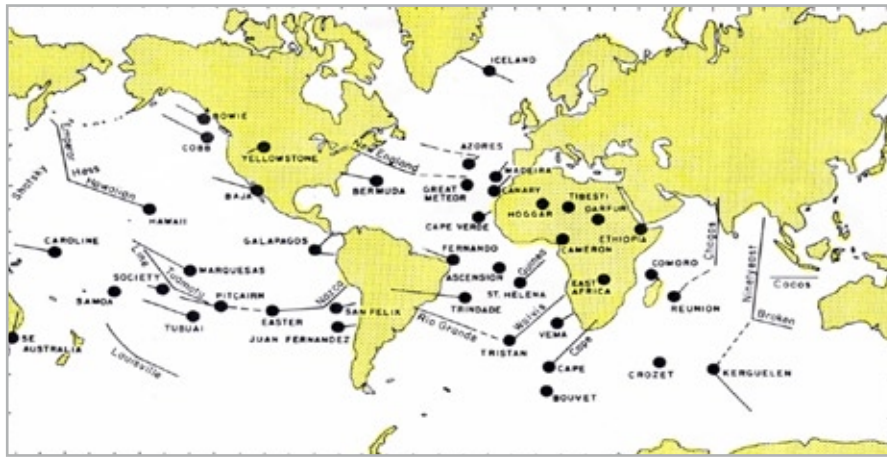 ICELAND
BOWIE
COBB
YELLOWSTONE
New England
AZORES
MADEIRA
Emperor
Hess
Hawaiian
Shatsky
BERMUDA
GREAT
METEOR
CANARY
BAJA
HAWAII
HOGGAR
TIBESTI
DARFUR
CAPE VERDE
ETHIOPIA
CAMERON
CAROLINE
GALAPAGOS
FERNANDO
Line
MARQUESAS
Tuamotu
SOCIETY
SAMOA
PITCAIRN
TUBUAI
EASTER
Nazca
SAN FELIX
JUAN FERNANDEZ
ASCENSION
Guinea
ST. HELENA
TRINDADE
EAST
AFRICA
COMORO
REUNION
Chagos
Ninetyeast
Cocos
Broken
Rio Grande
Walvis
VEMA
TRISTAN
Cape
CAPE
BOUVET
CROZET
KERGUELEN
SE
AUSTRALIA
Louisville